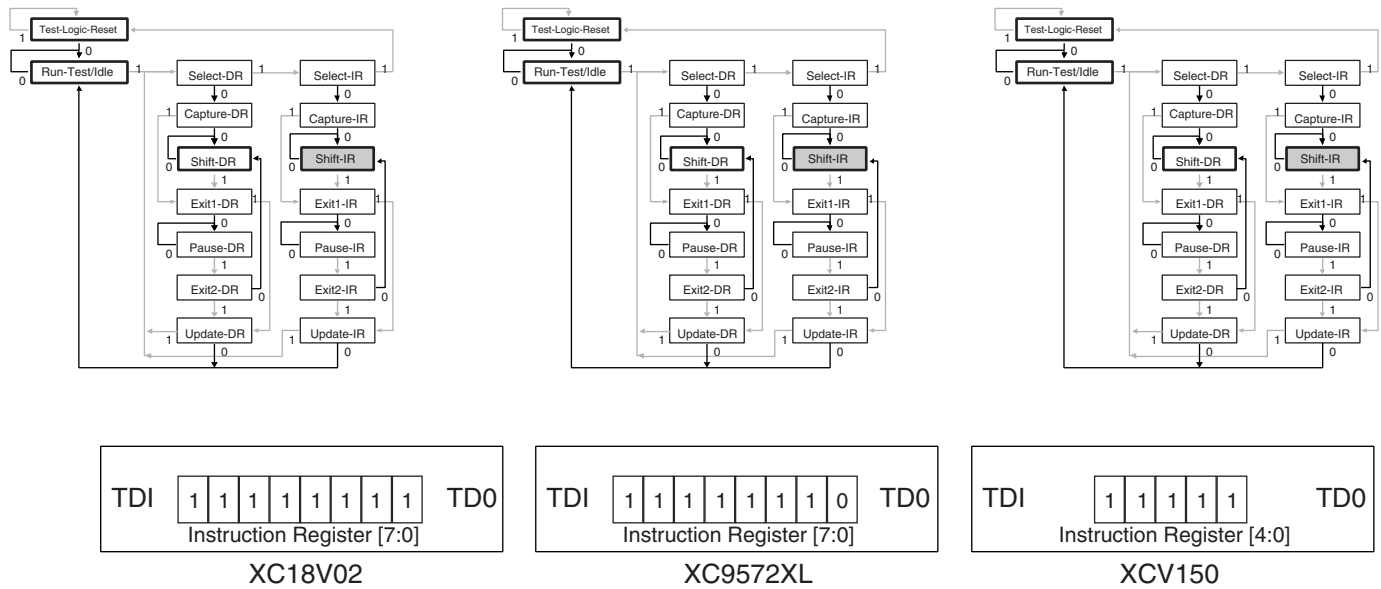 Test-Logic-Reset
1
0
Run-Test/Idle 1 Select-DR 1 Select-IR 1
0 0 0
1 Capture-DR 1 Capture-IR
0 0
Shift-DR Shift-IR
0 0
1 1
Exit1-DR 1 Exit1-IR 1
0 0
Pause-DR Pause-IR
0 0
1 1
Exit2-DR Exit2-IR
0 0
1 1
Update-DR Update-IR
1 1
0 0
Test-Logic-Reset
1
0
Run-Test/Idle 1 Select-DR 1 Select-IR 1
0 0 0
1 Capture-DR 1 Capture-IR
0 0
Shift-DR Shift-IR
0 0
1 1
Exit1-DR 1 Exit1-IR 1
0 0
Pause-DR Pause-IR
0 0
1 1
Exit2-DR Exit2-IR
0 0
1 1
Update-DR Update-IR
1 1
0 0
Test-Logic-Reset
1
0
Run-Test/Idle 1 Select-DR 1 Select-IR 1
0 0 0
1 Capture-DR 1 Capture-IR
0 0
Shift-DR Shift-IR
0 0
1 1
Exit1-DR 1 Exit1-IR 1
0 0
Pause-DR Pause-IR
0 0
1 1
Exit2-DR Exit2-IR
0 0
1 1
Update-DR Update-IR
1 1
0 0
TDI 1 1 1 1 1 1 1 1 TD0
Instruction Register [7:0]
XC18V02
TDI 1 1 1 1 1 1 1 0 TD0
Instruction Register [7:0]
XC9572XL
TDI 1 1 1 1 1 TD0
Instruction Register [4:0]
XCV150